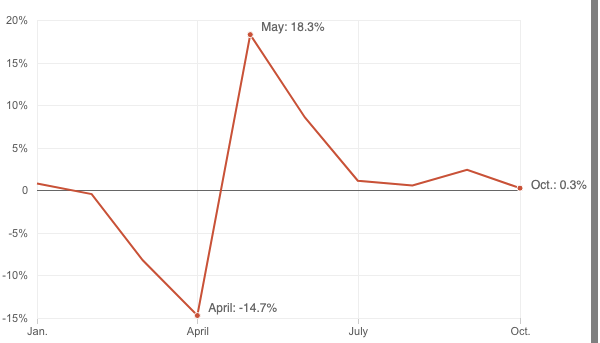 20%
May: 18.3%
15%
10%
5%
Oct.: 0.3%
0
-5%
-10%
April: -14.7%
-15%
Jan.
April
July
Oct.